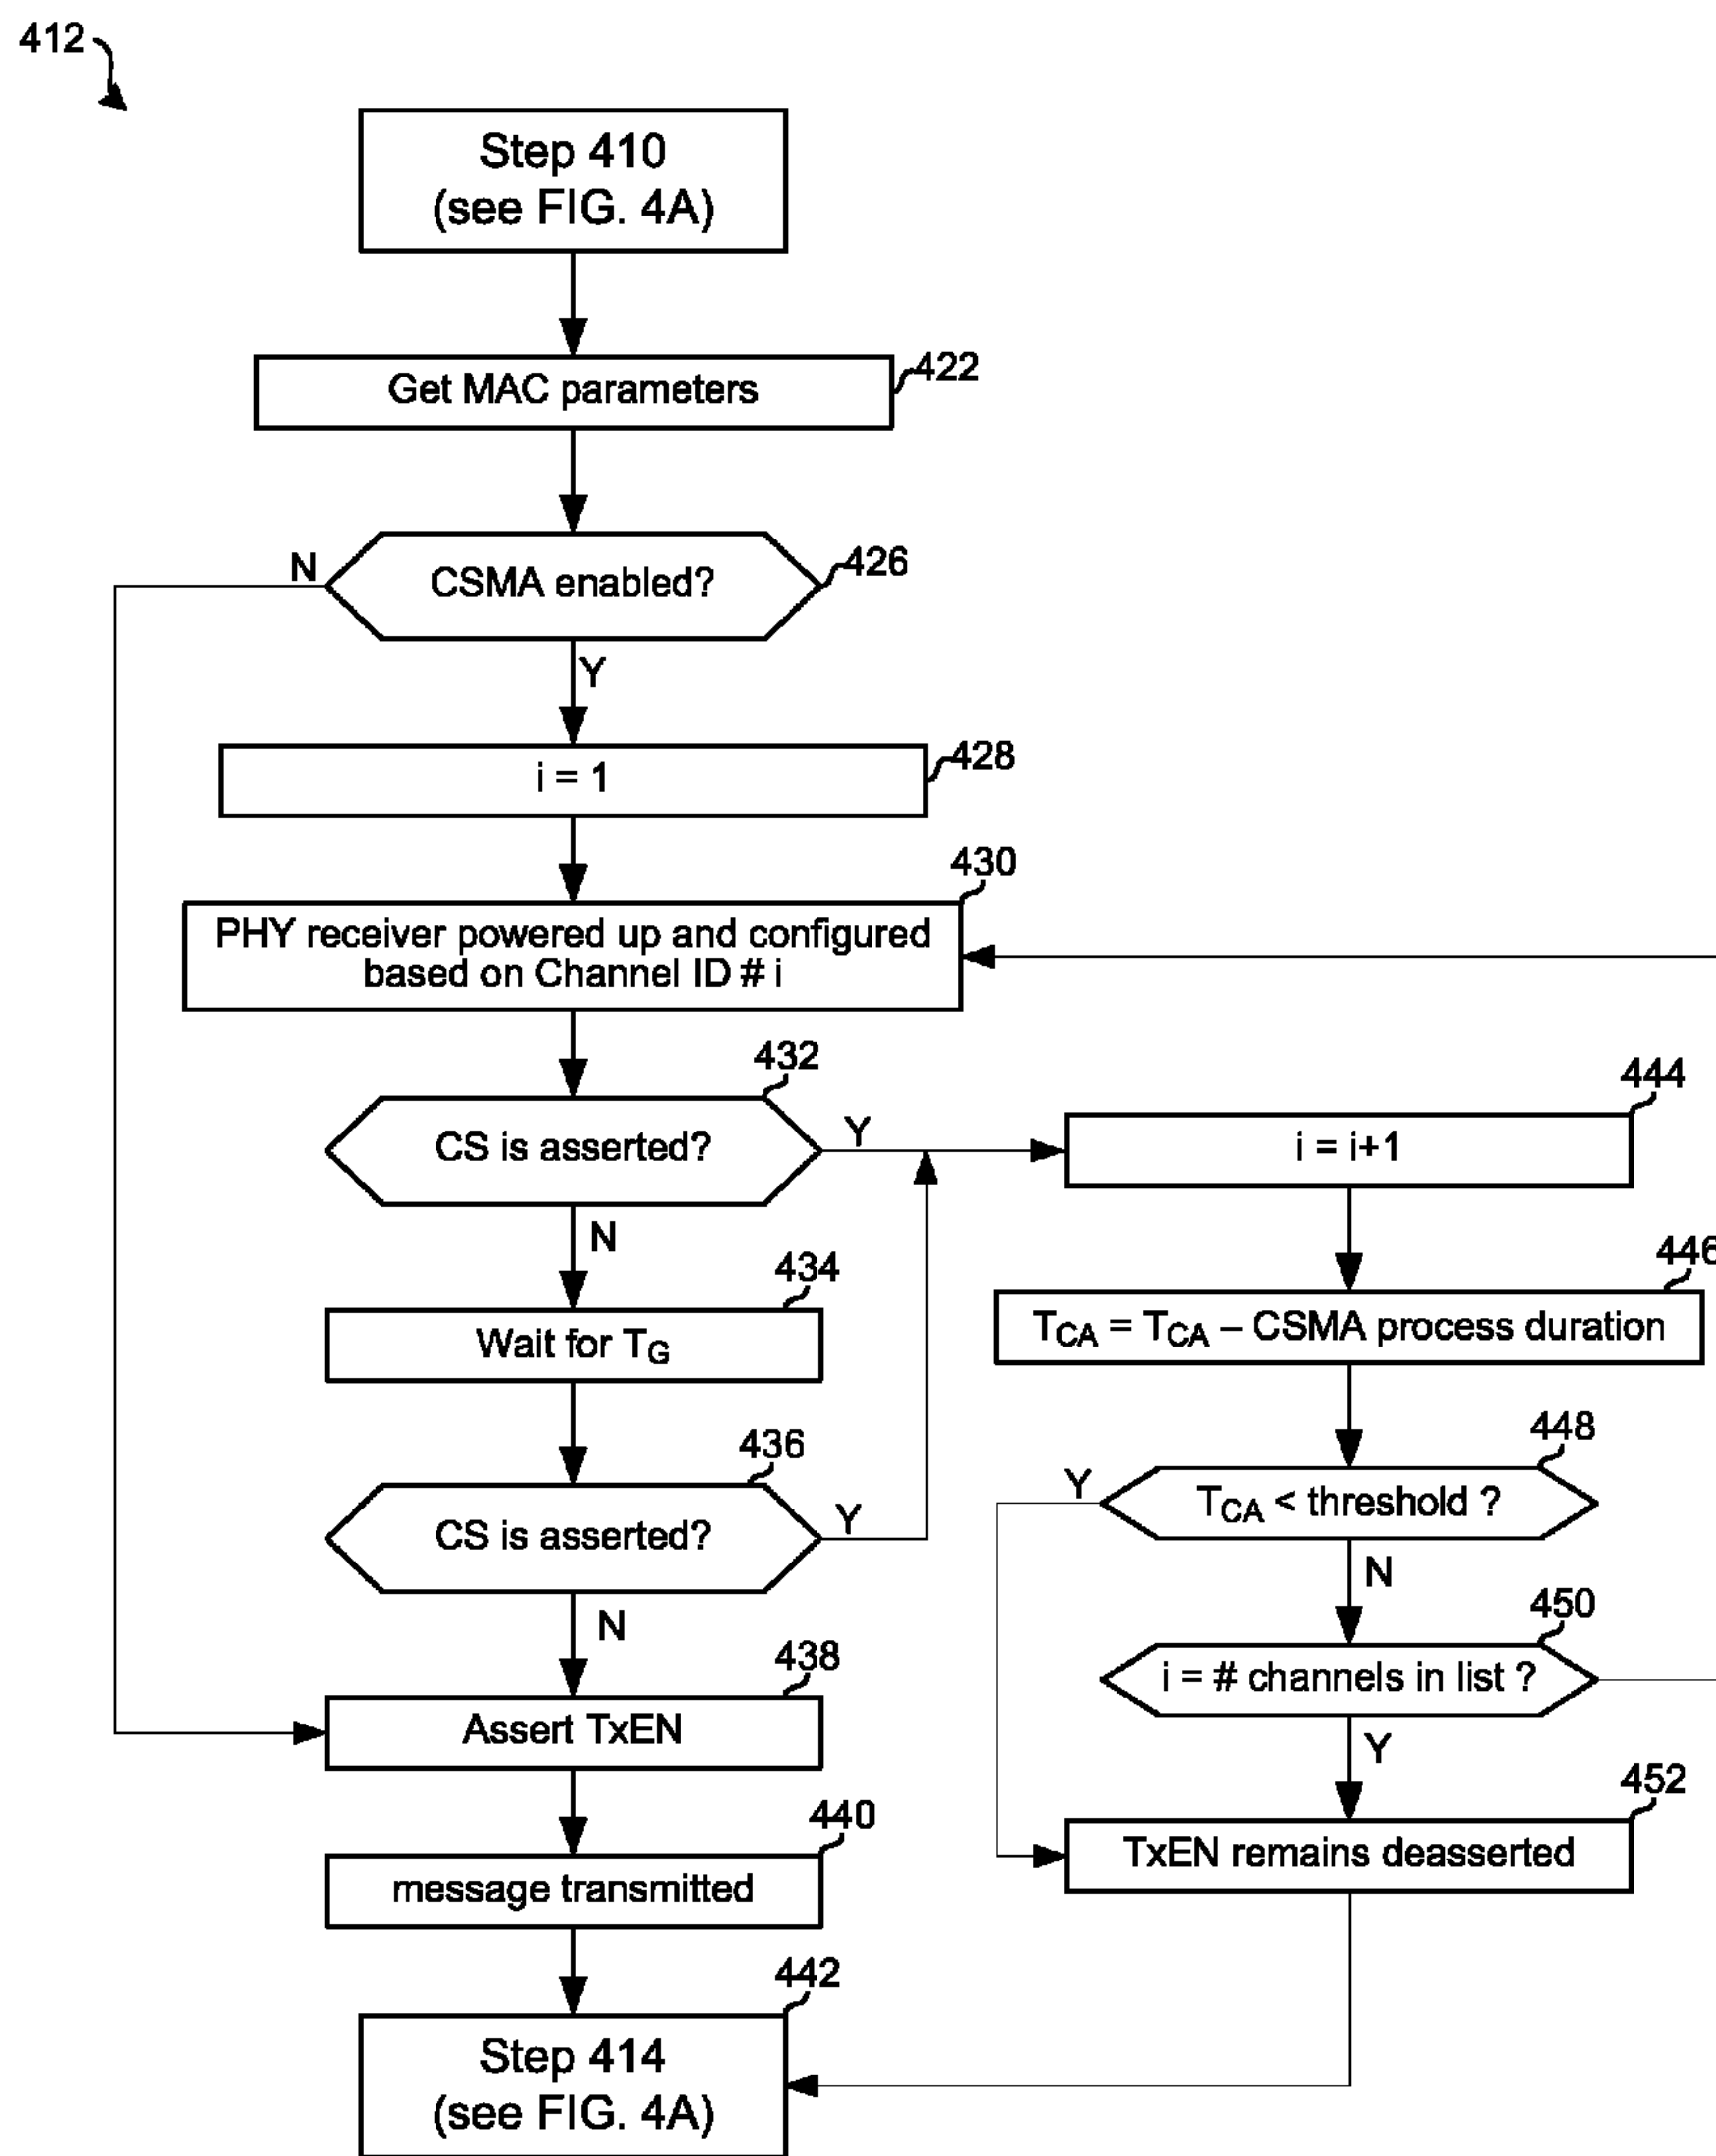 412
Step 410
(see FIG. 4A)
Get MAC parameters
422
CSMA enabled?
426
N
Y
i = 1
428
430
PHY receiver powered up and configured
based on Channel ID # i
432
CS is asserted?
Y
N
434
Wait for TG
436
CS is asserted?
Y
N
438
Assert TxEN
440
message transmitted
442
Step 414
(see FIG. 4A)
444
i = i+1
446
TCA = TCA – CSMA process duration
448
TCA < threshold ?
Y
N
450
i = # channels in list ?
Y
452
TxEN remains deasserted